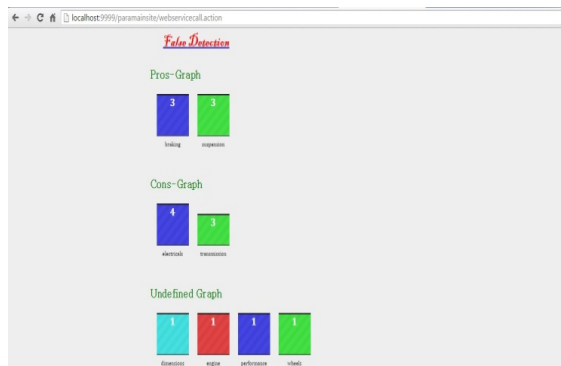 localhost:9999/paramainsite/webservicecall.action
False Detection
Pros-Graph
3 3
braking suspension
Cons-Graph
4 3
electricals transmission
Undefined Graph
1 1 1 1
dimensions engine performance wheels